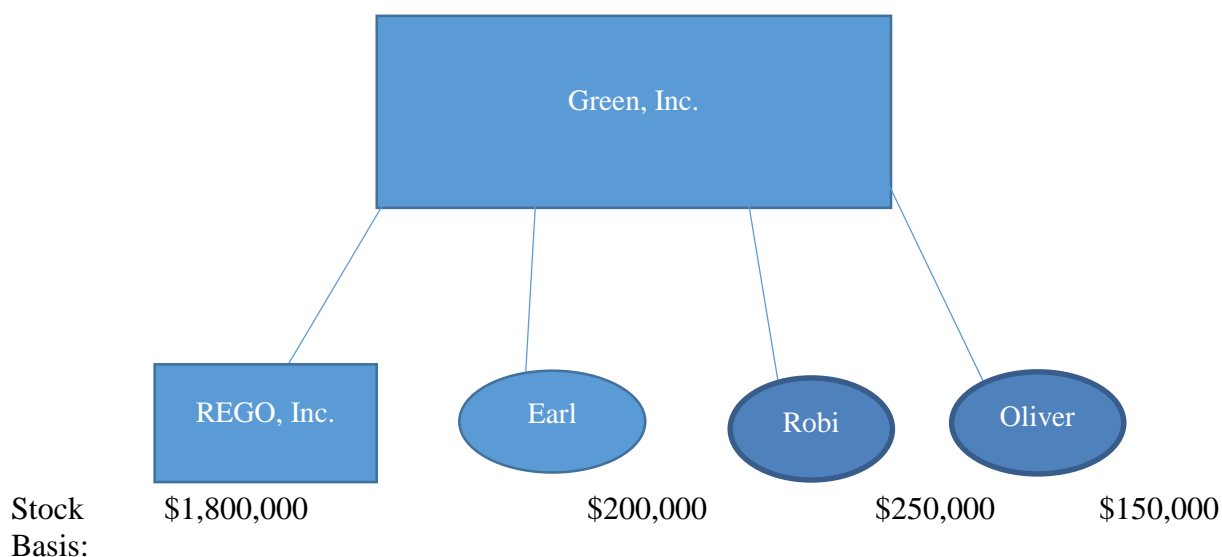 Green, Inc.
REGO, Inc.
Earl
Robi
Oliver
Stock $1,800,000 $200,000 $250,000 $150,000
Basis: